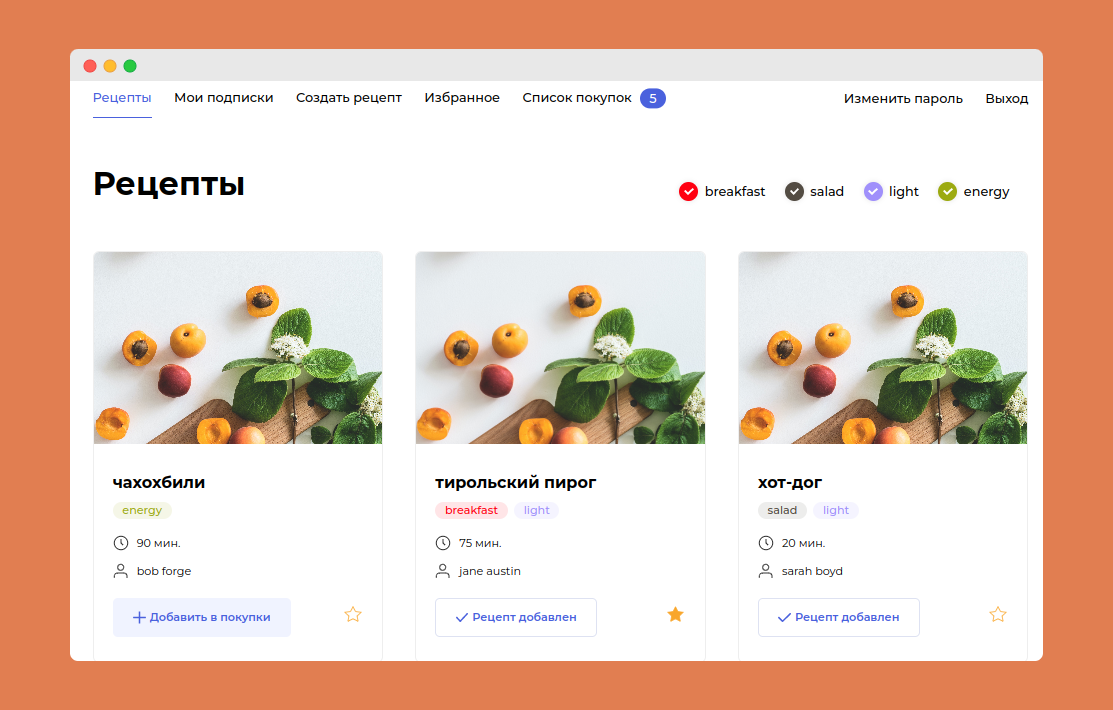 Рецепты Мои подписки Создать рецепт Избранное Список покупок 5 Изменить пароль Выход
Рецепты
breakfast salad light energy
чахохбили
energy
90 мин.
bob forge
Добавить в покупки
тирольский пирог
breakfast light
75 мин.
jane austin
Рецепт добавлен
хот-дог
salad light
20 мин.
sarah boyd
Рецепт добавлен